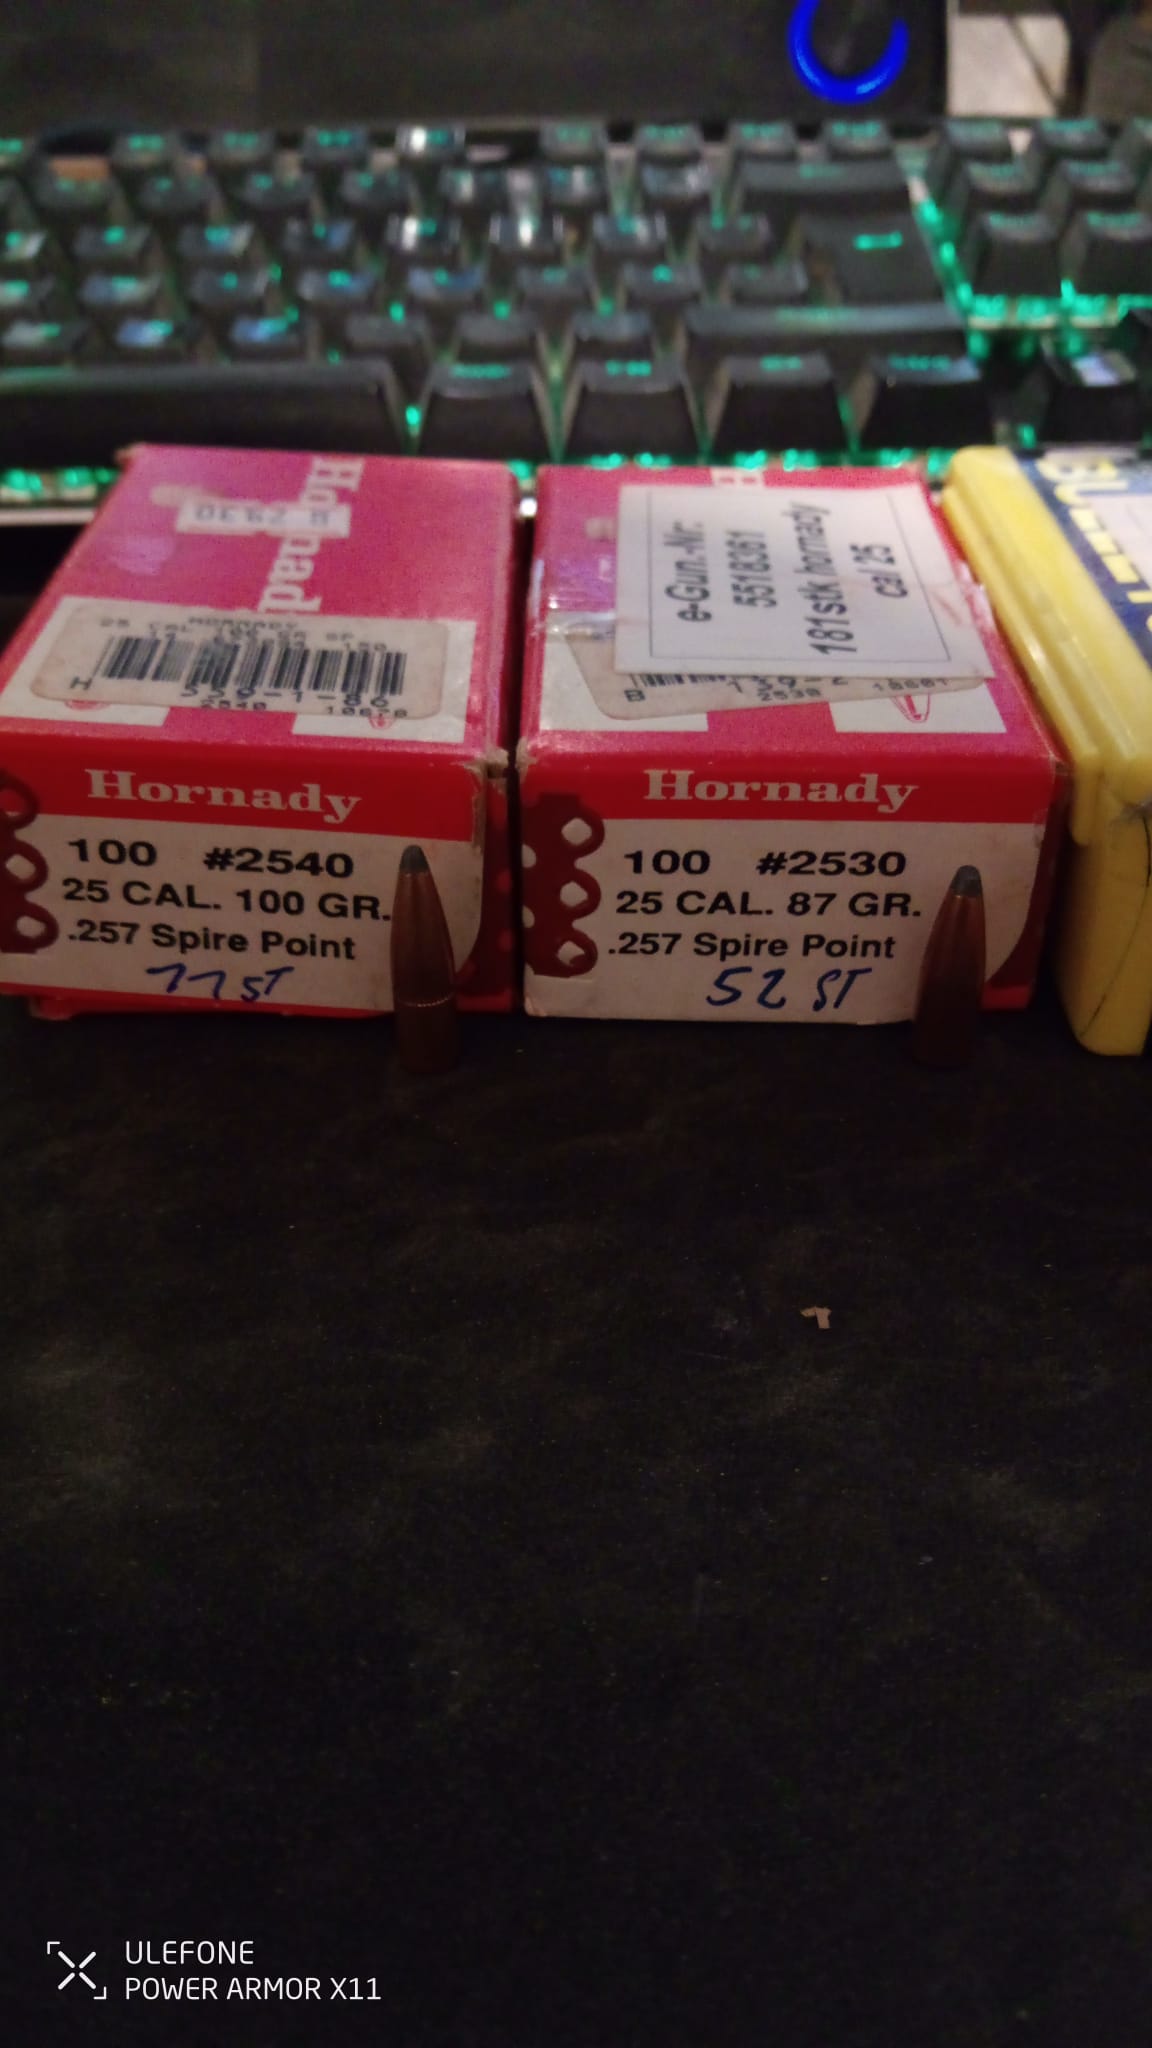 Hornady
100 #2540
25 CAL. 100 GR.
.257 Spire Point
77 ST
e-Gun.-Nr.
5518361
181stk hornady
cal 25
Hornady
100 #2530
25 CAL. 87 GR.
.257 Spire Point
52 ST
ULEFONE
POWER ARMOR X11